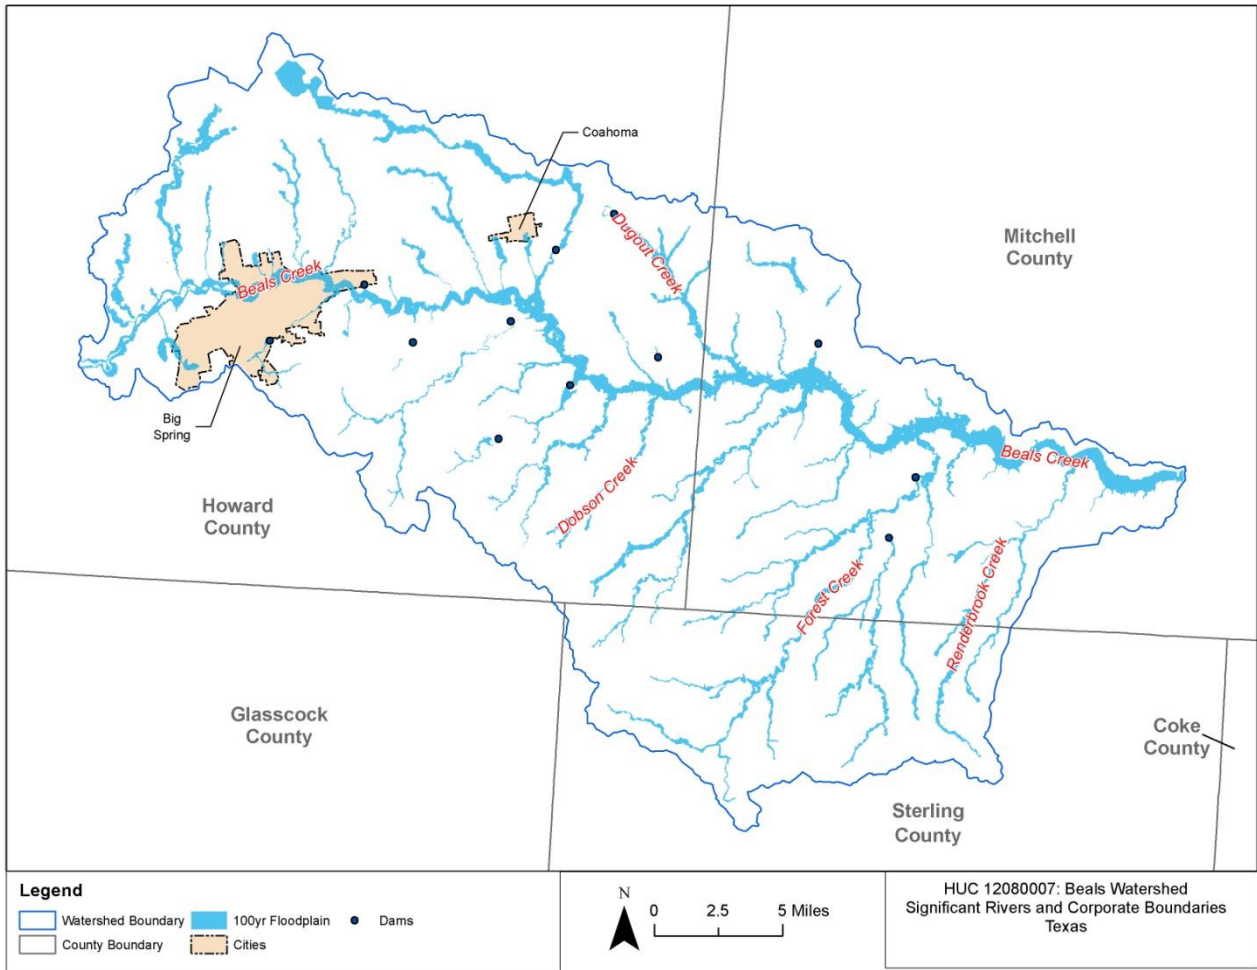 Coahoma
Mitchell
County
Dugout Creek
Beals Creek
Big
Spring
Beals Creek
Dobson Creek
Howard
County
Forest Creek
Renderbrook Creek
Glasscock
County
Coke
County
Sterling
County
Legend
Watershed Boundary
100yr Floodplain
Dams
County Boundary
Cities
N
0 2.5 5 Miles
HUC 12080007: Beals Watershed
Significant Rivers and Corporate Boundaries
Texas